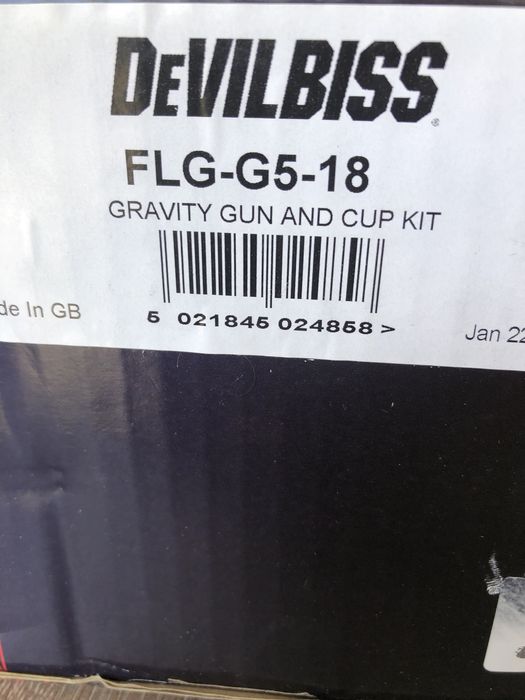 DEVILBISS®
FLG-G5-18
GRAVITY GUN AND CUP KIT
5 021845 024858 >
de In GB
Jan 22